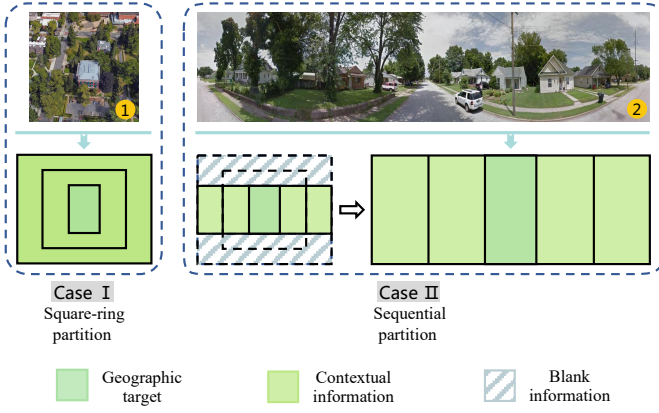 1
2
Case Ⅰ
Square-ring
partition
Case Ⅱ
Sequential
partition
Geographic
target
Contextual
information
Blank
information